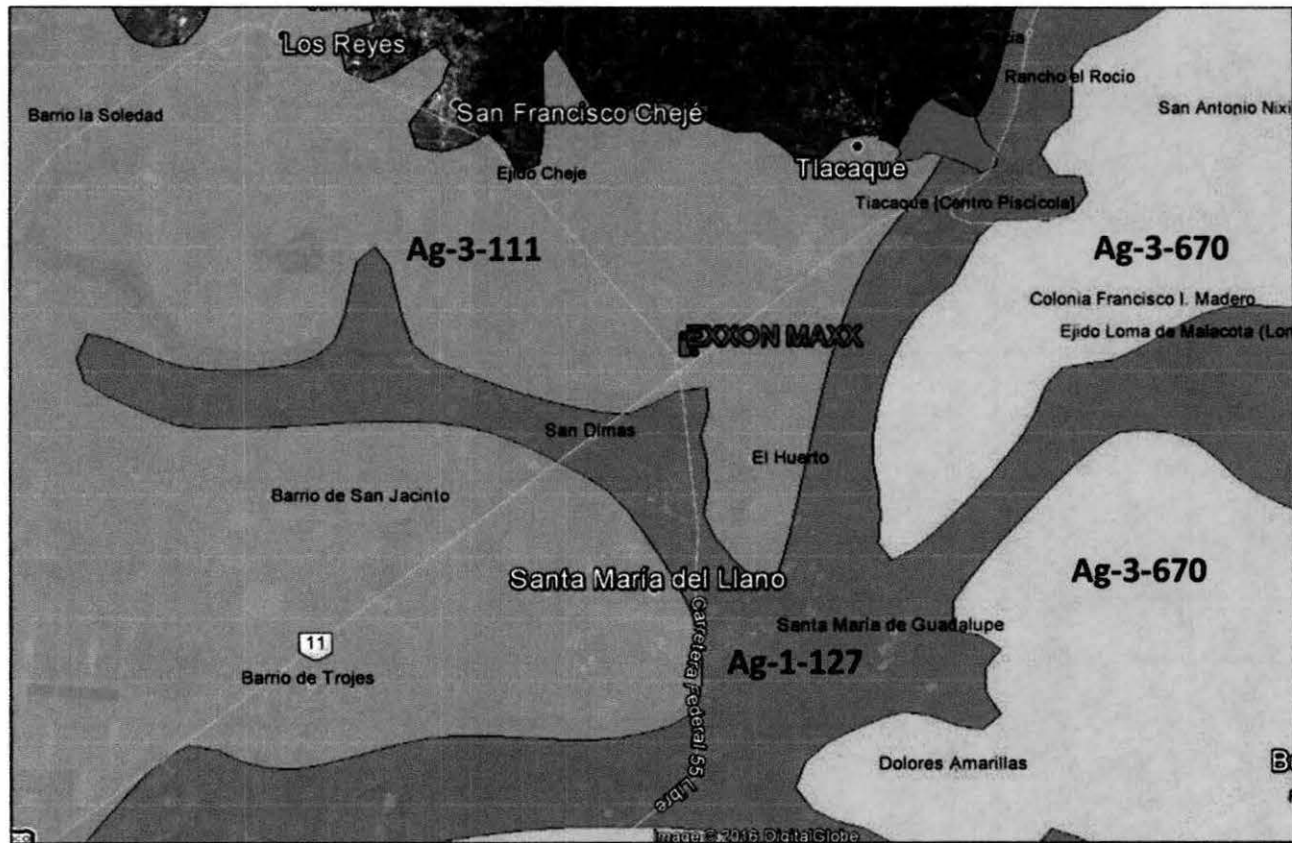 Los Reyes
Rancho el Rocio
Barrio la Soledad
San Francisco Chejé
San Antonio Nixi
Ejido Cheje
Tlacaque
Tlacaque [Centro Piscicola]
Ag-3-111
Ag-3-670
Colonia Francisco I. Madero
EXXON MAXX
Ejido Loma de Malacota (Lon
San Dimas
El Huerto
Barrio de San Jacinto
Santa María del Llano
Ag-3-670
Santa María de Guadalupe
11
Ag-1-127
Barrio de Trojes
Carretera Federal 55 Libre
Dolores Amarillas
Image © 2016 DigitalGlobe